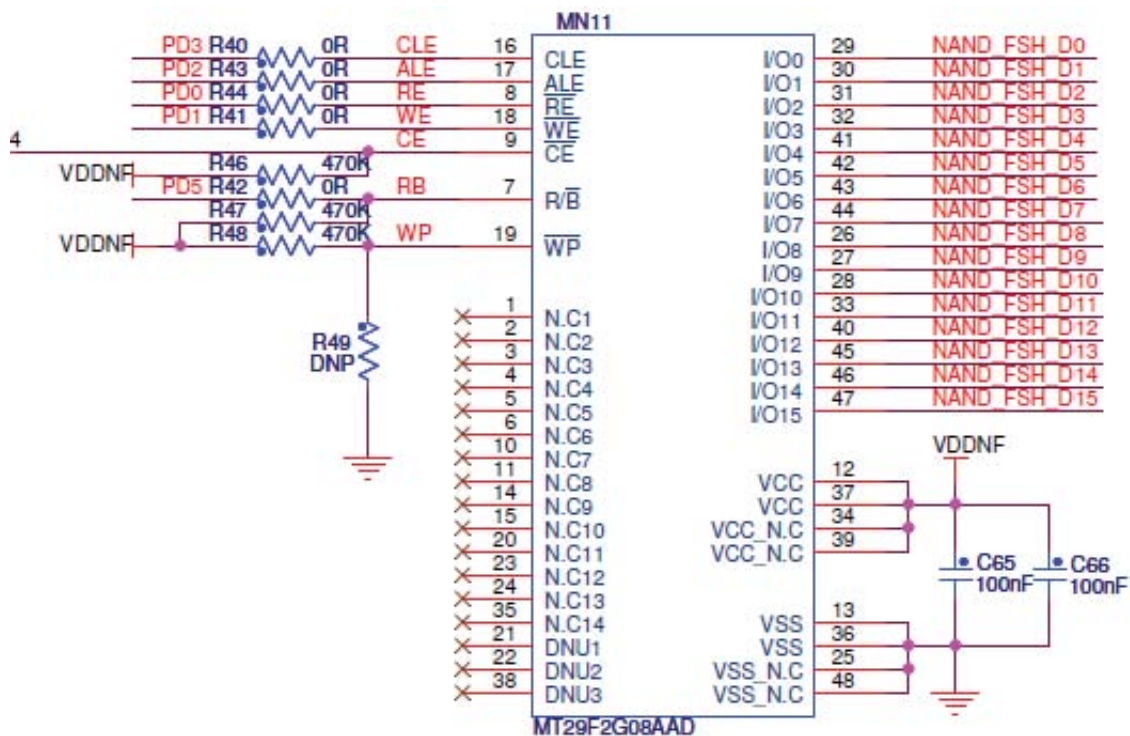 MN11
PD3 R40 0R CLE 16 CLE I/O0 29 NAND_FSH_D0
PD2 R43 0R ALE 17 ALE I/O1 30 NAND_FSH_D1
PD0 R44 0R RE 8 RE I/O2 31 NAND_FSH_D2
PD1 R41 0R WE 18 WE I/O3 32 NAND_FSH_D3
4 CE 9 CE I/O4 41 NAND_FSH_D4
VDDNF R46 470K I/O5 42 NAND_FSH_D5
PD5 R42 0R RB 7 R/B I/O6 43 NAND_FSH_D6
R47 470K I/O7 44 NAND_FSH_D7
VDDNF R48 470K WP 19 WP I/O8 26 NAND_FSH_D8
I/O9 27 NAND_FSH_D9
I/O10 28 NAND_FSH_D10
1 N.C1 I/O11 33 NAND_FSH_D11
2 N.C2 I/O12 40 NAND_FSH_D12
3 N.C3 I/O13 45 NAND_FSH_D13
4 N.C4 I/O14 46 NAND_FSH_D14
5 N.C5 I/O15 47 NAND_FSH_D15
R49
DNP
6 N.C6
10 N.C7 VDDNF
11 N.C8 VCC 12
14 N.C9 VCC 37
15 N.C10 VCC_N.C 34
20 N.C11 VCC_N.C 39
23 N.C12 C65 C66
24 N.C13 100nF 100nF
35 N.C14 VSS 13
21 DNU1 VSS 36
22 DNU2 VSS_N.C 25
38 DNU3 VSS_N.C 48
MT29F2G08AAD